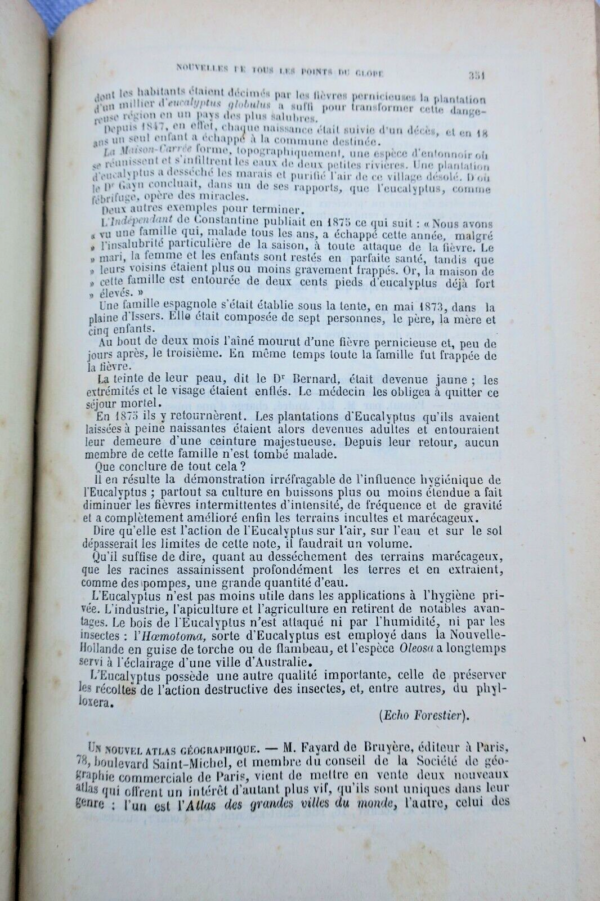 NOUVELLES DE TOUS LES POINTS DU GLOBE 351
dont les habitants étaient décimés par les fièvres pernicieuses la plantation
d'un millier d'eucalyptus globulus a suffi pour transformer cette dange-
reuse région en un pays des plus salubres.
Depuis 1847, en effet, chaque naissance était suivie d'un décès, et en 18
ans un seul enfant a échappé à la commune destinée.
La Maison-Carrée forme, topographiquement, une espèce d'entonnoir où
se réunissent et s'infiltrent les eaux de deux petites rivières. Une plantation
d'eucalyptus a desséché les marais et purifié l'air de ce village désolé. D'où
le Dr Gayn concluait, dans un de ses rapports, que l'eucalyptus, comme
fébrifuge, opère des miracles.
Deux autres exemples pour terminer.
L'Indépendant de Constantine publiait en 1875 ce qui suit : « Nous avons
» vu une famille qui, malade tous les ans, a échappé cette année, malgré
» l'insalubrité particulière de la saison, à toute attaque de la fièvre. Le
» mari, la femme et les enfants sont restés en parfaite santé, tandis que
» leurs voisins étaient plus ou moins gravement frappés. Or, la maison de
» cette famille est entourée de deux cents pieds d'eucalyptus déjà fort
» élevés. »
Une famille espagnole s'était établie sous la tente, en mai 1873, dans la
plaine d'Issers. Elle était composée de sept personnes, le père, la mère et
cinq enfants.
Au bout de deux mois l'aîné mourut d'une fièvre pernicieuse et, peu de
jours après, le troisième. En même temps toute la famille fut frappée de
la fièvre.
La teinte de leur peau, dit le Dr Bernard, était devenue jaune ; les
extrémités et le visage étaient enflés. Le médecin les obligea à quitter ce
séjour mortel.
En 1875 ils y retournèrent. Les plantations d'Eucalyptus qu'ils avaient
laissées à peine naissantes étaient alors devenues adultes et entouraient
leur demeure d'une ceinture majestueuse. Depuis leur retour, aucun
membre de cette famille n'est tombé malade.
Que conclure de tout cela ?
Il en résulte la démonstration irréfragable de l'influence hygiénique de
l'Eucalyptus ; partout sa culture en buissons plus ou moins étendue a fait
diminuer les fièvres intermittentes d'intensité, de fréquence et de gravité
et a complètement amélioré enfin les terrains incultes et marécageux.
Dire qu'elle est l'action de l'Eucalyptus sur l'air, sur l'eau et sur le sol
dépasserait les limites de cette note, il faudrait un volume.
Qu'il suffise de dire, quant au desséchement des terrains marécageux,
que les racines assainissent profondément les terres et en extraient,
comme des pompes, une grande quantité d'eau.
L'Eucalyptus n'est pas moins utile dans les applications à l'hygiène pri-
vée. L'industrie, l'apiculture et l'agriculture en retirent de notables avan-
tages. Le bois de l'Eucalyptus n'est attaqué ni par l'humidité, ni par les
insectes : l'Hœmotoma, sorte d'Eucalyptus est employé dans la Nouvelle-
Hollande en guise de torche ou de flambeau, et l'espèce Oleosa a longtemps
servi à l'éclairage d'une ville d'Australie.
L'Eucalyptus possède une autre qualité importante, celle de préserver
les récoltes de l'action destructive des insectes, et, entre autres, du phyl-
loxera.
(Echo Forestier).
UN NOUVEL ATLAS GÉOGRAPHIQUE. — M. Fayard de Bruyère, éditeur à Paris,
78, boulevard Saint-Michel, et membre du conseil de la Société de géo-
graphie commerciale de Paris, vient de mettre en vente deux nouveaux
atlas qui offrent un intérêt d'autant plus vif, qu'ils sont uniques dans leur
genre : l'un est l'Atlas des grandes villes du monde, l'autre, celui des